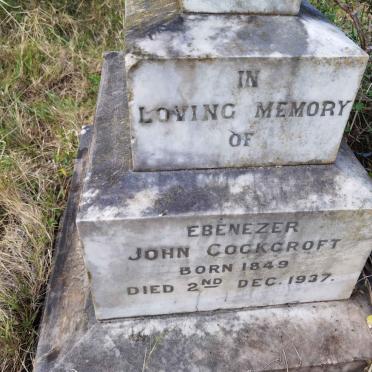 IN
LOVING MEMORY
OF
EBENEZER
JOHN COCKCROFT
BORN 1849
DIED 2ND DEC. 1937.